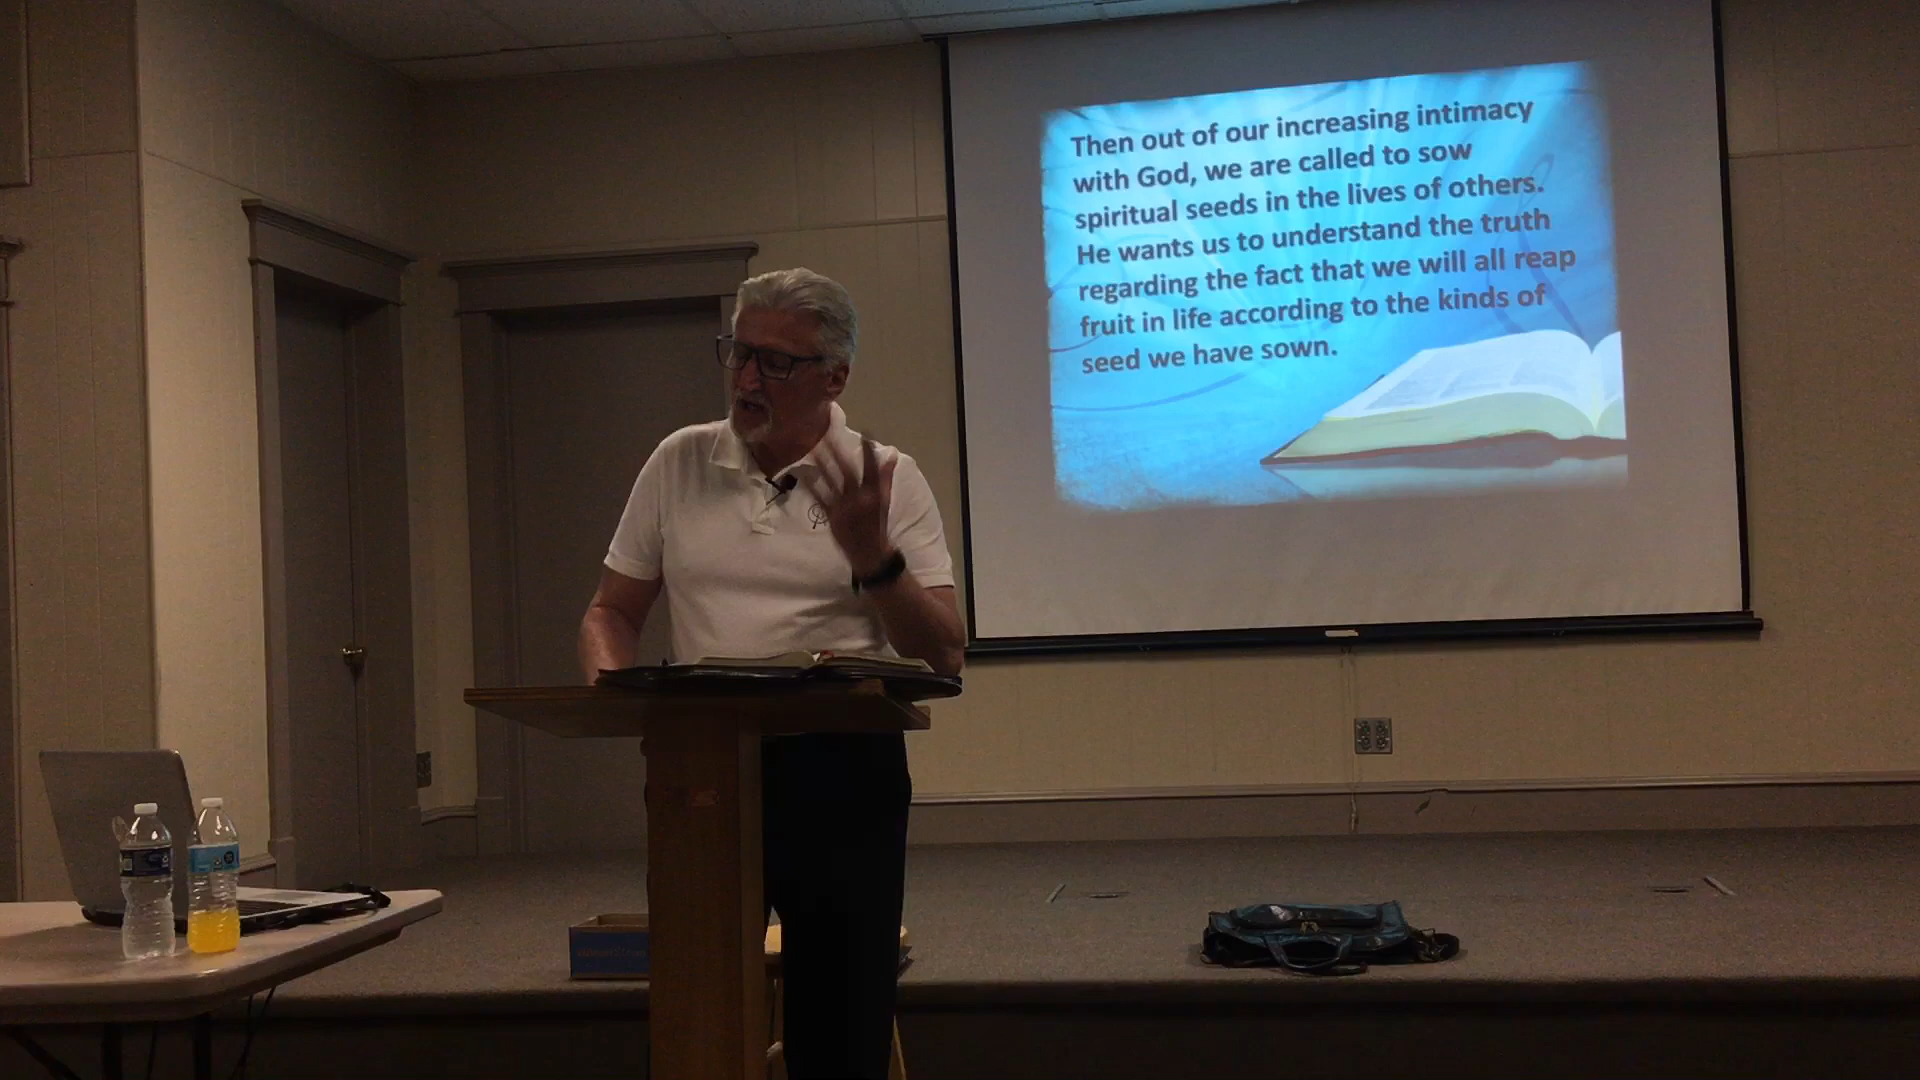 Then out of our increasing intimacy
with God, we are called to sow
spiritual seeds in the lives of others.
He wants us to understand the truth
regarding the fact that we will all reap
fruit in life according to the kinds of
seed we have sown.